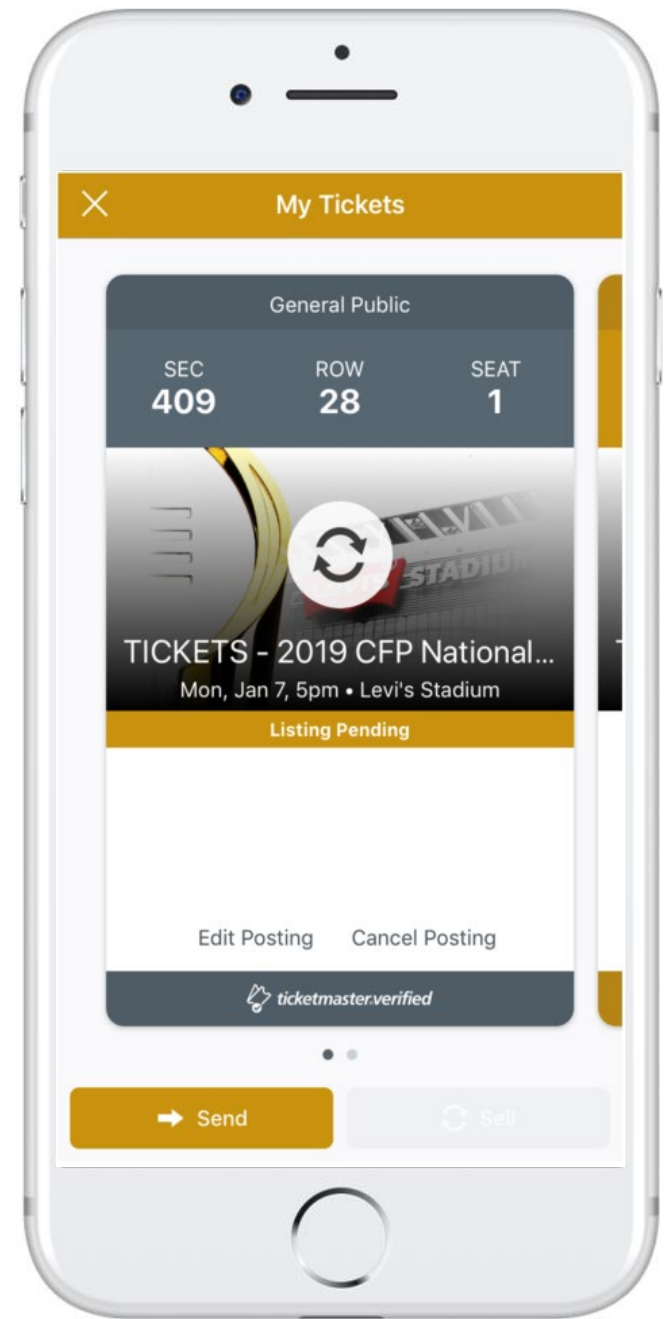 My Tickets
General Public
SEC ROW SEAT
409 28 1
STADIUM
TICKETS - 2019 CFP National...
Mon, Jan 7, 5pm • Levi's Stadium
Listing Pending
Edit Posting Cancel Posting
ticketmaster.verified
Send Sell